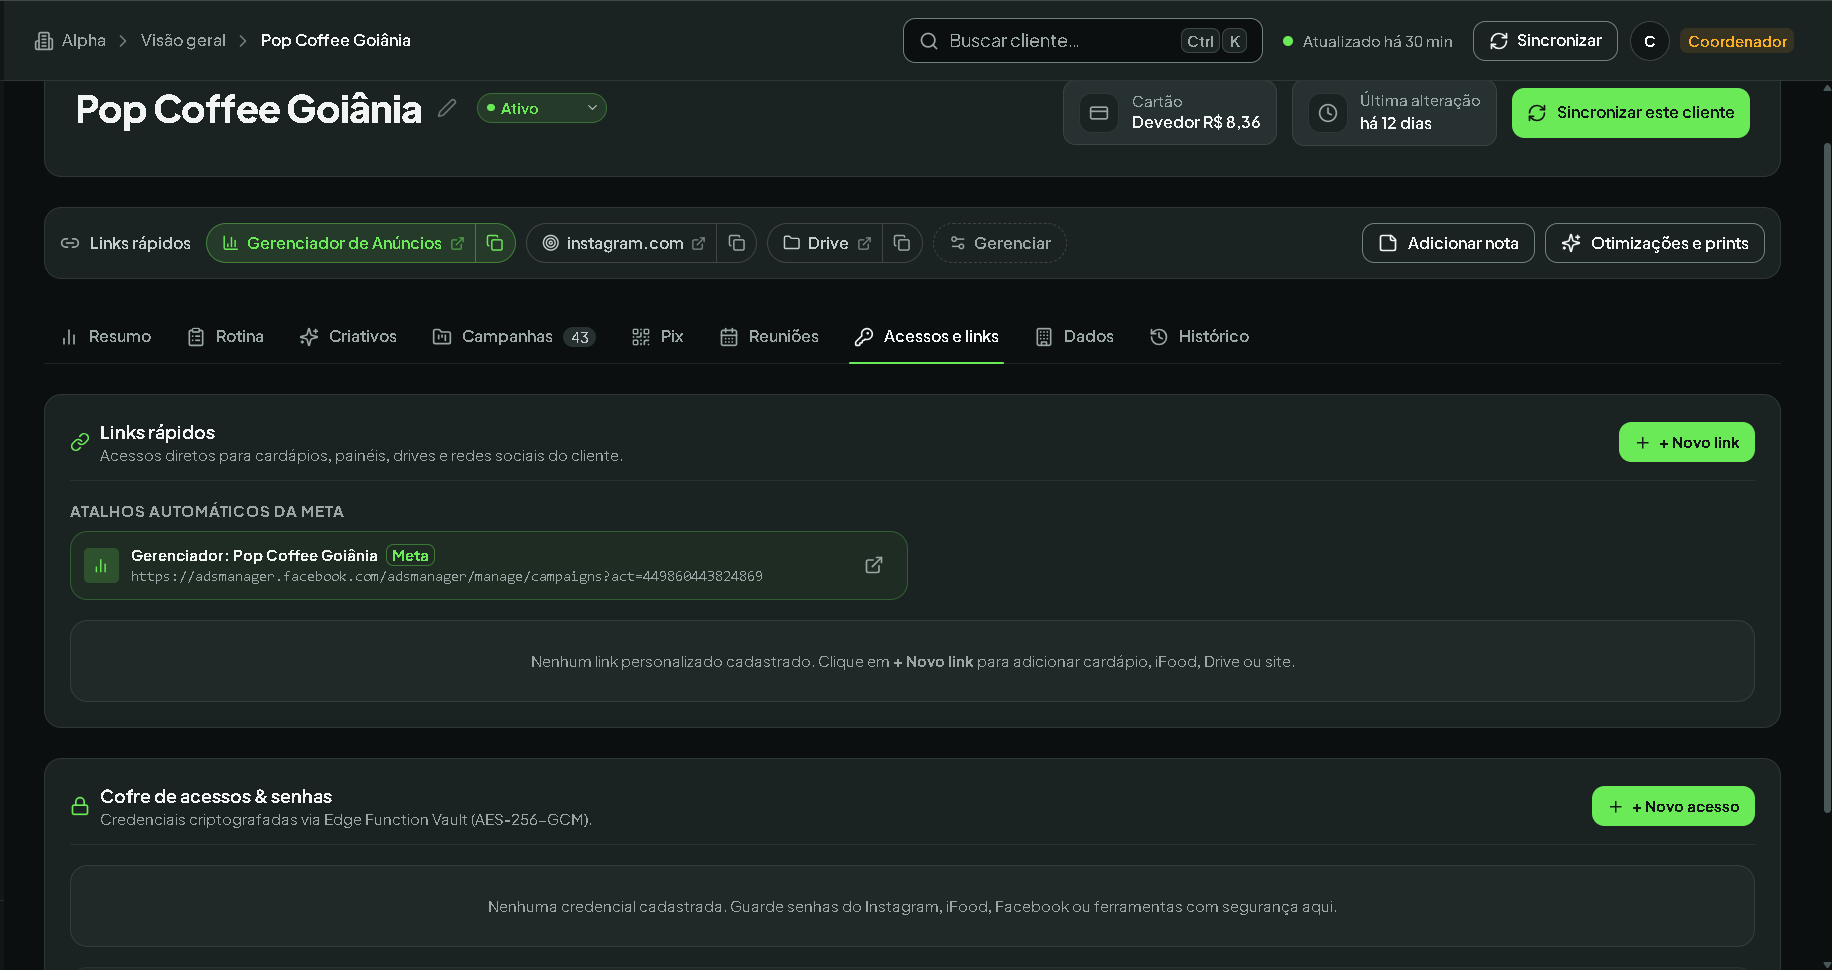 Alpha
Visão geral
Pop Coffee Goiânia
Buscar cliente...
Ctrl
K
Atualizado há 30 min
Sincronizar
C
Coordenador
Pop Coffee Goiânia
Ativo
Cartão
Devedor R$ 8,36
Última alteração
há 12 dias
Sincronizar este cliente
Links rápidos
Gerenciador de Anúncios
instagram.com
Drive
Gerenciar
Adicionar nota
Otimizações e prints
Resumo
Rotina
Criativos
Campanhas 43
Pix
Reuniões
Acessos e links
Dados
Histórico
Links rápidos
Acessos diretos para cardápios, painéis, drives e redes sociais do cliente.
+ Novo link
ATALHOS AUTOMÁTICOS DA META
Gerenciador: Pop Coffee Goiânia Meta
https://adsmanager.facebook.com/adsmanager/manage/campaigns?act=449860443824869
Nenhum link personalizado cadastrado. Clique em + Novo link para adicionar cardápio, iFood, Drive ou site.
Cofre de acessos & senhas
Credenciais criptografadas via Edge Function Vault (AES-256-GCM).
+ Novo acesso
Nenhuma credencial cadastrada. Guarde senhas do Instagram, iFood, Facebook ou ferramentas com segurança aqui.